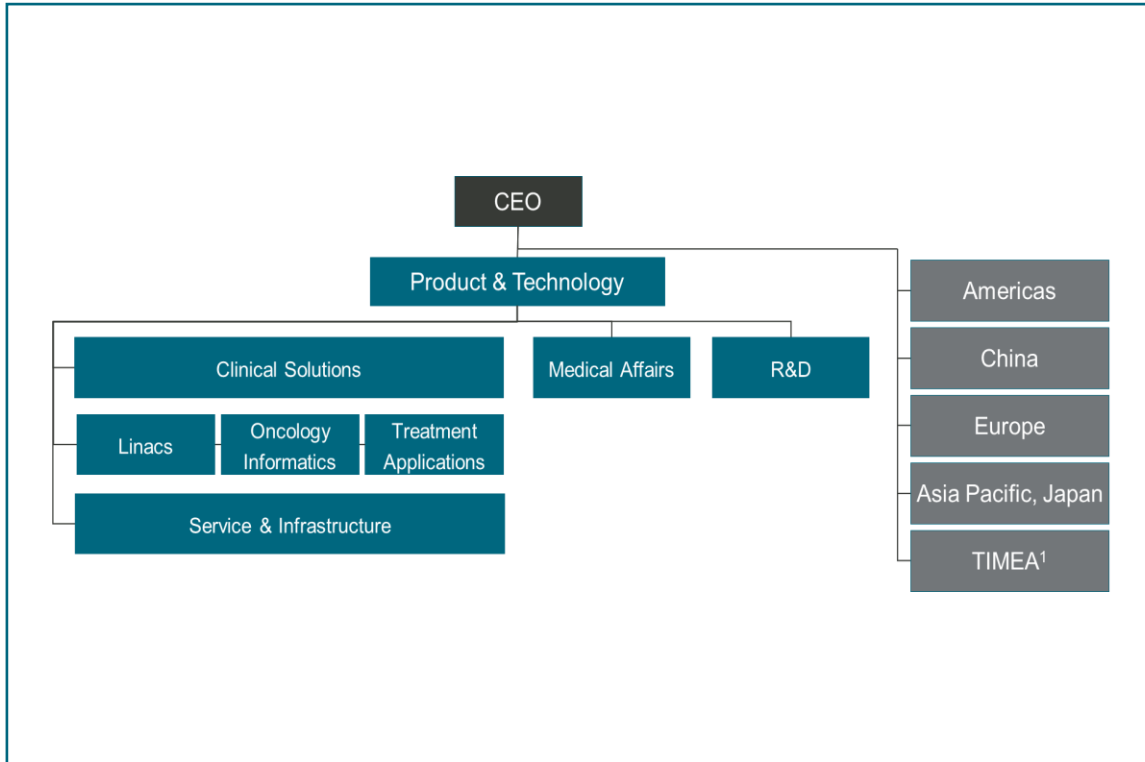 CEO
Product & Technology
Clinical Solutions
Medical Affairs
R&D
Linacs
Oncology
Informatics
Treatment
Applications
Service & Infrastructure
Americas
China
Europe
Asia Pacific, Japan
TIMEA¹